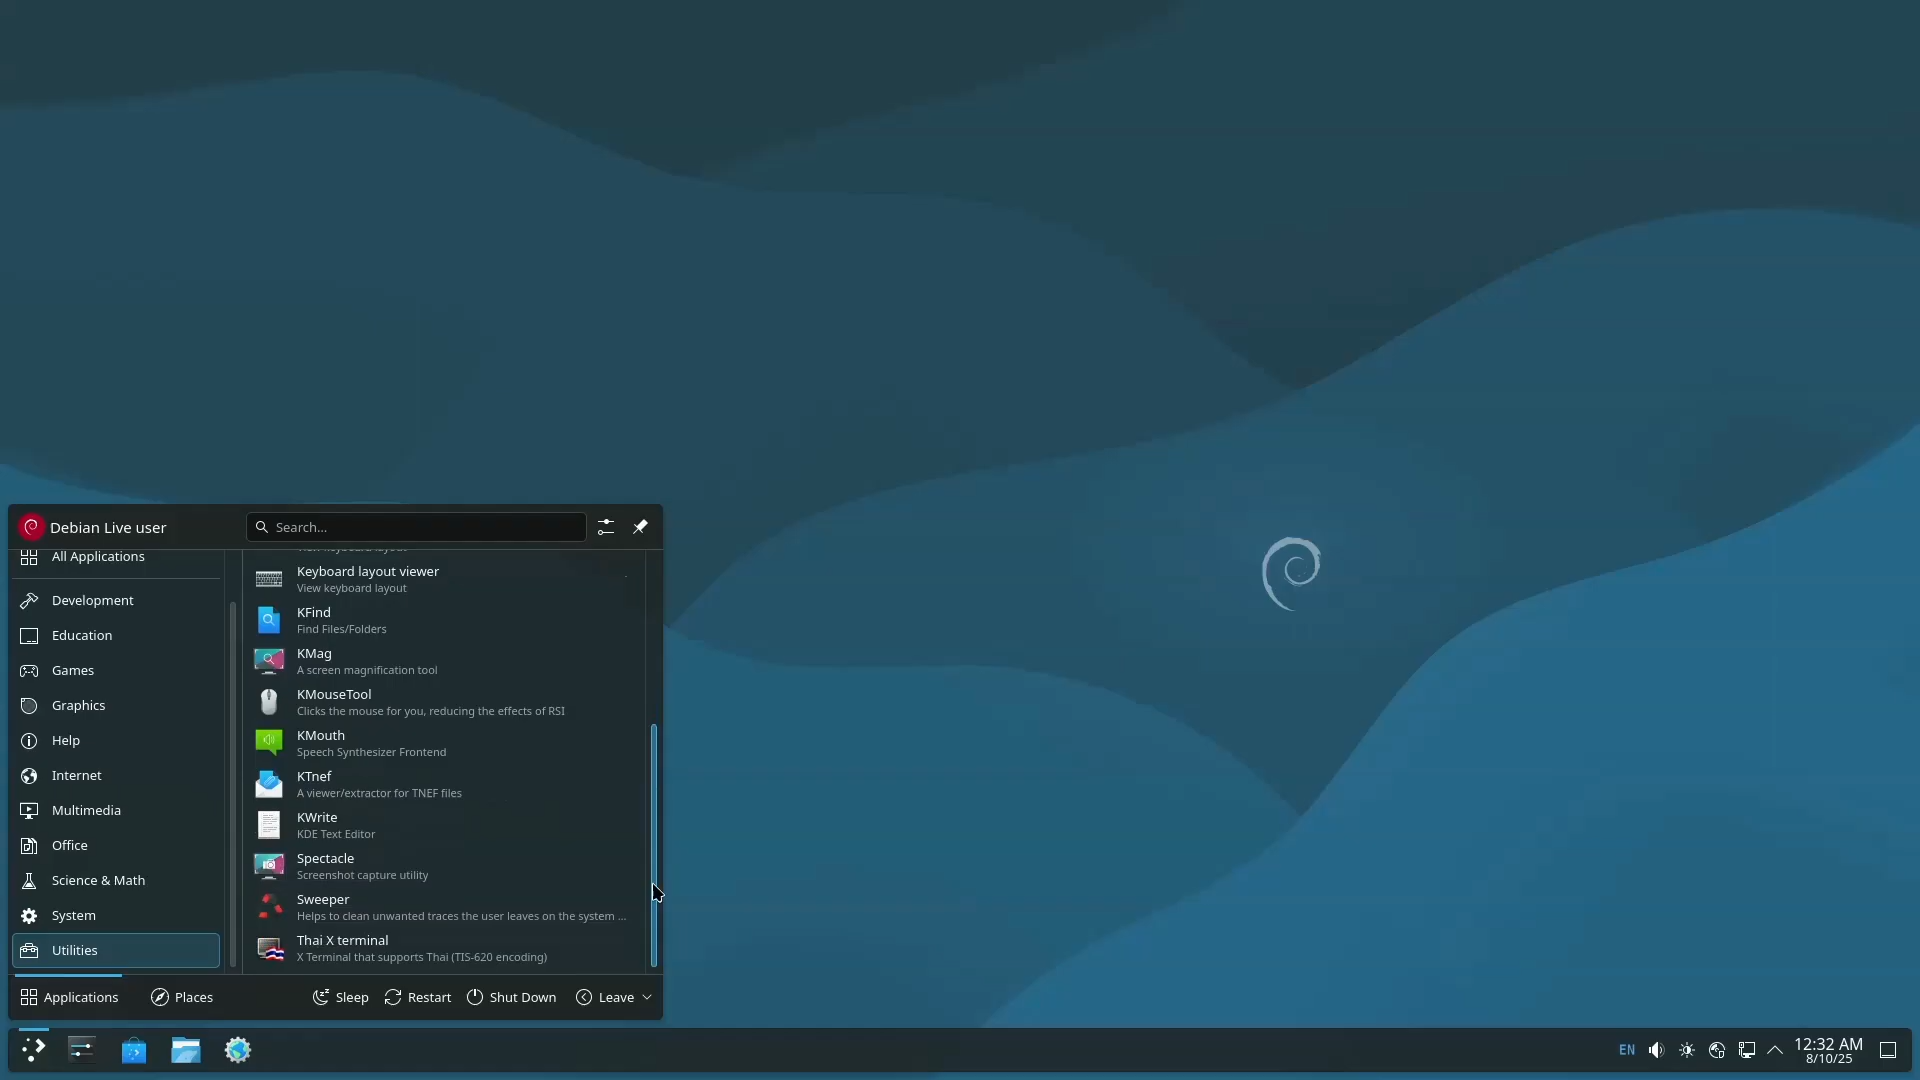 Debian Live user
Search...
All Applications
Development
Education
Games
Graphics
Help
Internet
Multimedia
Office
Science & Math
System
Utilities
Keyboard layout viewer
View keyboard layout
KFind
Find Files/Folders
KMag
A screen magnification tool
KMouseTool
Clicks the mouse for you, reducing the effects of RSI
KMouth
Speech Synthesizer Frontend
KTnef
A viewer/extractor for TNEF files
KWrite
KDE Text Editor
Spectacle
Screenshot capture utility
Sweeper
Helps to clean unwanted traces the user leaves on the system ...
Thai X terminal
X Terminal that supports Thai (TIS-620 encoding)
Applications
Places
Sleep
Restart
Shut Down
Leave
EN
12:32 AM
8/10/25